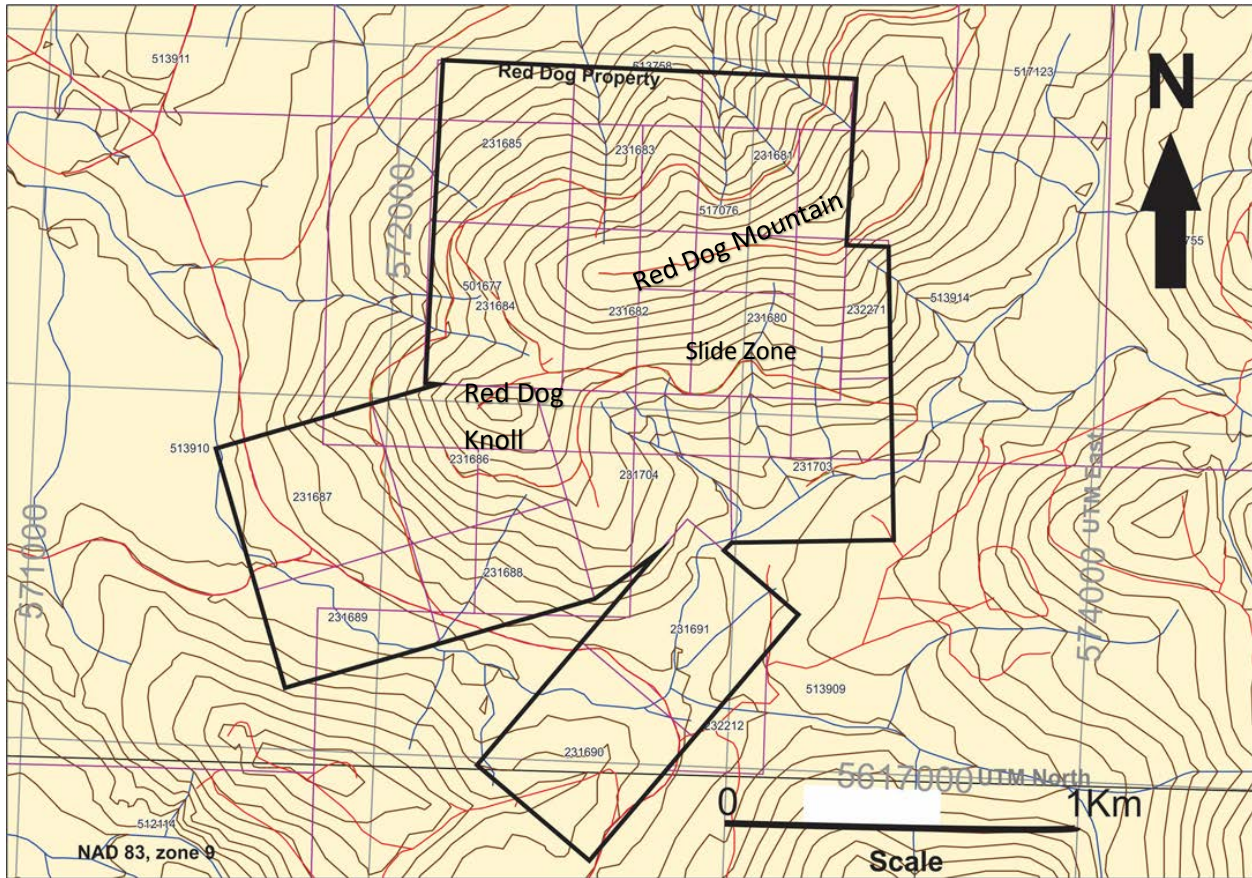 513911
513758
Red Dog Property
517123
N
231685
231683
231681
572000
517076
Red Dog Mountain
755
501677
231684
231682
231680
232271
513914
Slide Zone
Red Dog
Knoll
513910
231686
231687
231704
231703
571000
574000 UTM East
231688
231689
231691
513909
232212
231690
5617000 UTM North
0
1Km
512114
NAD 83, zone 9
Scale